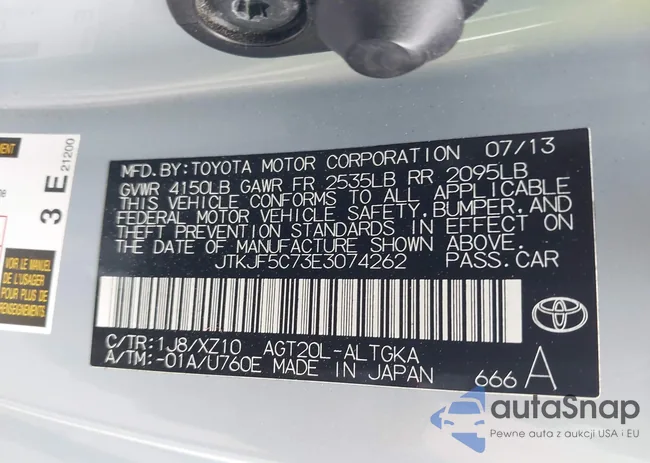 MFD.BY:TOYOTA MOTOR CORPORATION 07/13
GVWR 4150LB GAWR FR 2535LB RR 2095LB
THIS VEHICLE CONFORMS TO ALL APPLICABLE
FEDERAL MOTOR VEHICLE SAFETY,BUMPER,AND
THEFT PREVENTION STANDARDS IN EFFECT ON
THE DATE OF MANUFACTURE SHOWN ABOVE.
JTKJF5C73E3074262 PASS.CAR
C/TR:1J8/XZ10 AGT20L-ALTGKA
A/TM:-01A/U760E MADE IN JAPAN 666 A
3 E 21200
VOIR LE MANUEL
DE L'USAGER
POUR PLUS DE
RENSEIGNEMENTS
autaSnap
Pewne auta z aukcji USA i EU